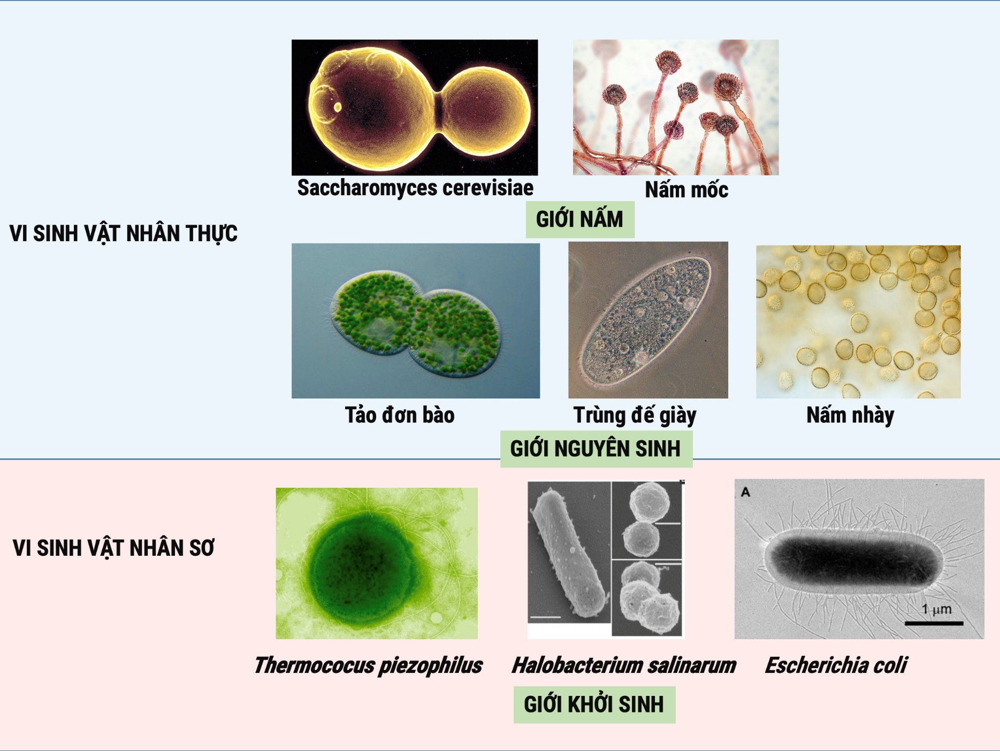 Saccharomyces cerevisiae
Nấm mốc
GIỚI NẤM
VI SINH VẬT NHÂN THỰC
Tảo đơn bào
Trùng đế giày
Nấm nhày
GIỚI NGUYÊN SINH
A
1 µm
VI SINH VẬT NHÂN SƠ
Thermococus piezophilus
Halobacterium salinarum
Escherichia coli
GIỚI KHỞI SINH